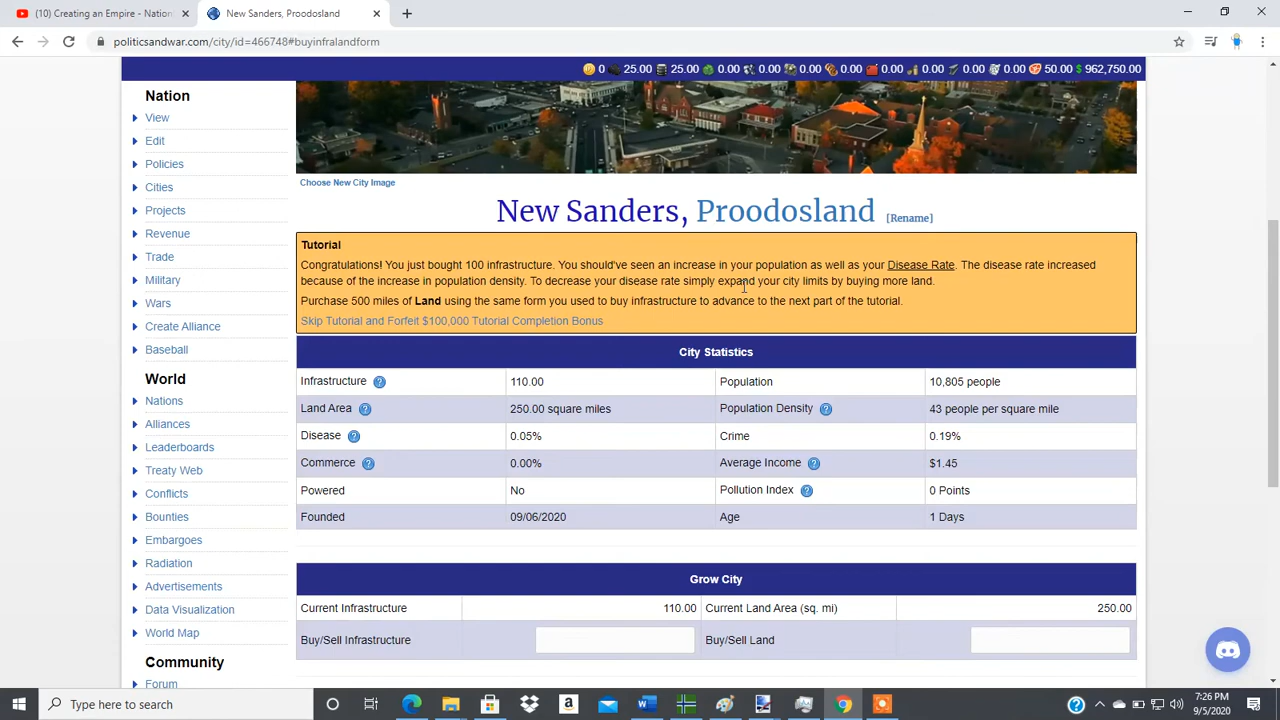 (10) Creating an Empire - Nation
New Sanders, Proodosland
politicsandwar.com/city/id=466748#buyinfralandform
0 25.00 25.00 0.00 0.00 0.00 0.00 0.00 0.00 0.00 0.00 50.00 $ 962,750.00
Nation
View
Edit
Policies
Cities
Projects
Revenue
Trade
Military
Wars
Create Alliance
Baseball
World
Nations
Alliances
Leaderboards
Treaty Web
Conflicts
Bounties
Embargoes
Radiation
Advertisements
Data Visualization
World Map
Community
Forum
Choose New City Image
New Sanders, Proodosland [Rename]
Tutorial
Congratulations! You just bought 100 infrastructure. You should've seen an increase in your population as well as your Disease Rate. The disease rate increased
because of the increase in population density. To decrease your disease rate simply expand your city limits by buying more land.
Purchase 500 miles of Land using the same form you used to buy infrastructure to advance to the next part of the tutorial.
Skip Tutorial and Forfeit $100,000 Tutorial Completion Bonus
City Statistics
Infrastructure ? 110.00 Population 10,805 people
Land Area ? 250.00 square miles Population Density ? 43 people per square mile
Disease ? 0.05% Crime 0.19%
Commerce ? 0.00% Average Income ? $1.45
Powered No Pollution Index ? 0 Points
Founded 09/06/2020 Age 1 Days
Grow City
Current Infrastructure 110.00 Current Land Area (sq. mi) 250.00
Buy/Sell Infrastructure Buy/Sell Land
Type here to search
7:26 PM
9/5/2020